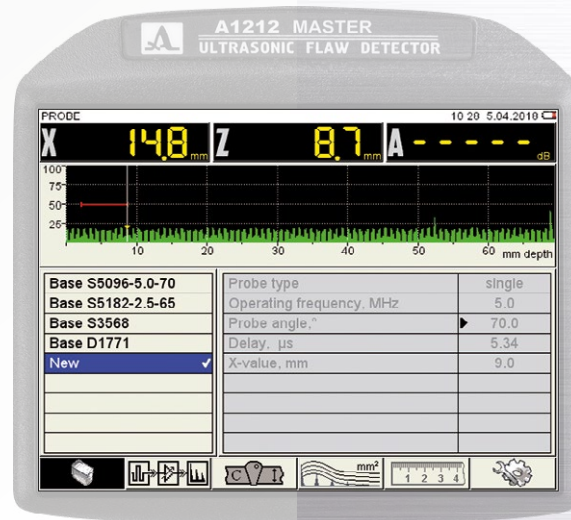 A1212 MASTER
ULTRASONIC FLAW DETECTOR
PROBE 10 20 5.04.2010
X 14.8 mm Z 8.7 mm A - - - - - dB
100
75
50
25
10 20 30 40 50 60 mm depth
Base S5096-5.0-70
Base S5182-2.5-65
Base S3568
Base D1771
New
Probe type single
Operating frequency, MHz 5.0
Probe angle,° 70.0
Delay, µs 5.34
X-value, mm 9.0
C 1
mm²
1 2 3 4